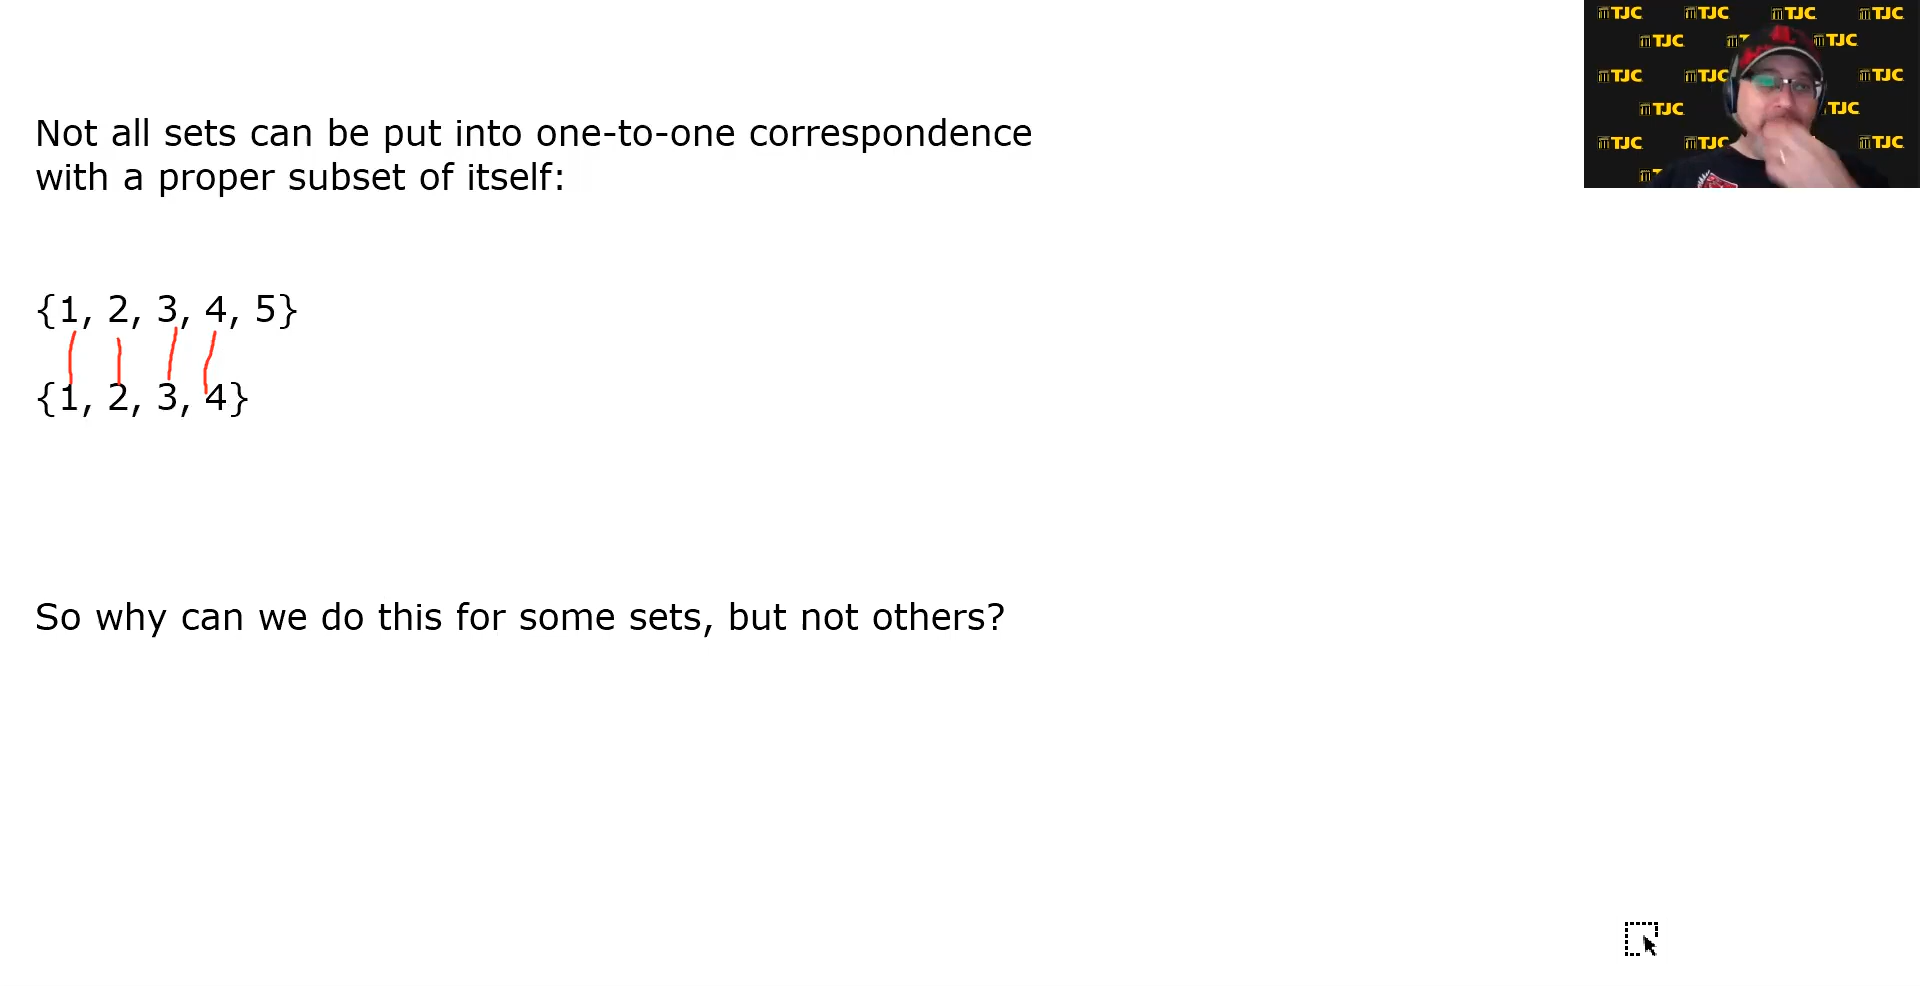 Not all sets can be put into one-to-one correspondence
with a proper subset of itself:
{1, 2, 3, 4, 5}
{1, 2, 3, 4}
So why can we do this for some sets, but not others?
TJC TJC TJC TJC
TJC TJC
TJC TJC TJC
TJC TJC
TJC TJC TJC